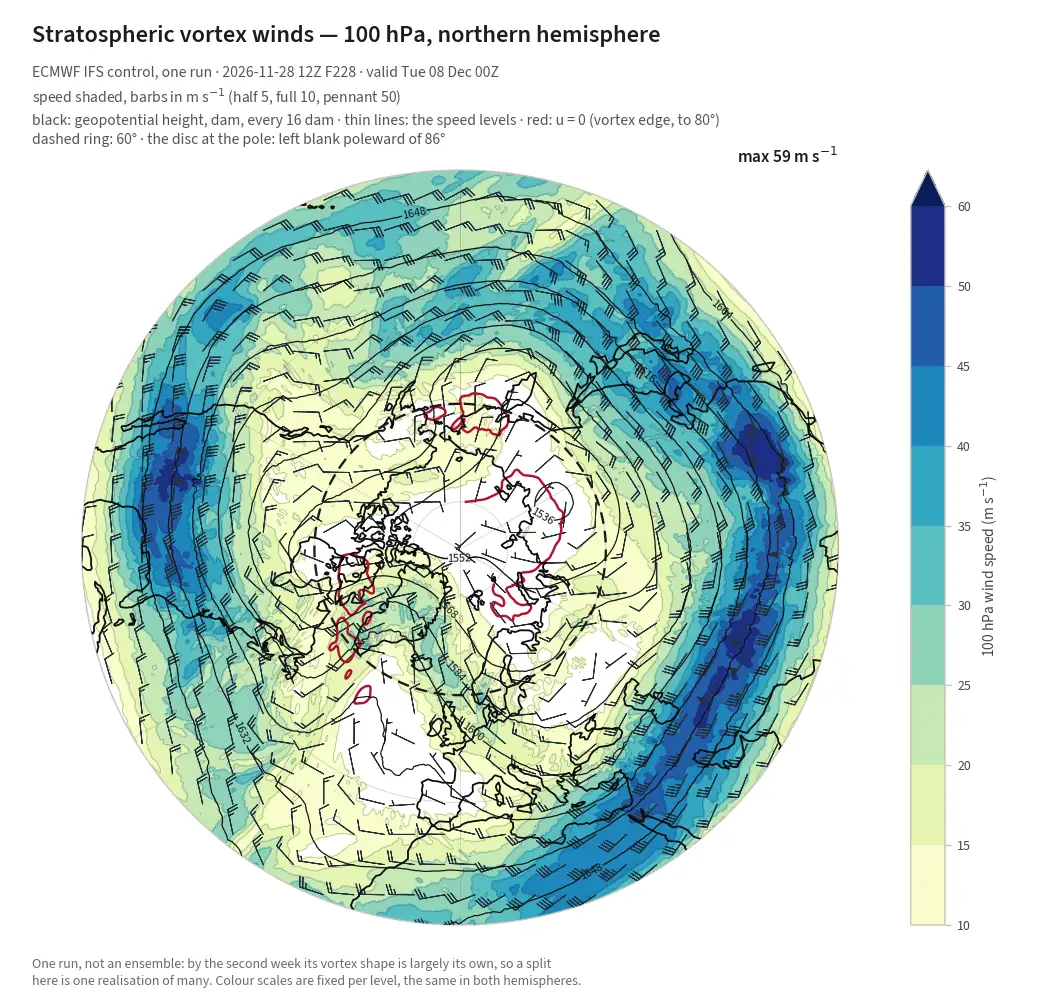 Stratospheric vortex winds — 100 hPa, northern hemisphere
ECMWF IFS control, one run · 2026-11-28 12Z F228 · valid Tue 08 Dec 00Z
speed shaded, barbs in m s⁻¹ (half 5, full 10, pennant 50)
black: geopotential height, dam, every 16 dam · thin lines: the speed levels · red: u = 0 (vortex edge, to 80°)
dashed ring: 60° · the disc at the pole: left blank poleward of 86°
max 59 m s⁻¹
1648
1536
1552
1584
1600
1632
1648
60
50
45
40
35
30
25
20
15
10
100 hPa wind speed (m s⁻¹)
One run, not an ensemble: by the second week its vortex shape is largely its own, so a split
here is one realisation of many. Colour scales are fixed per level, the same in both hemispheres.